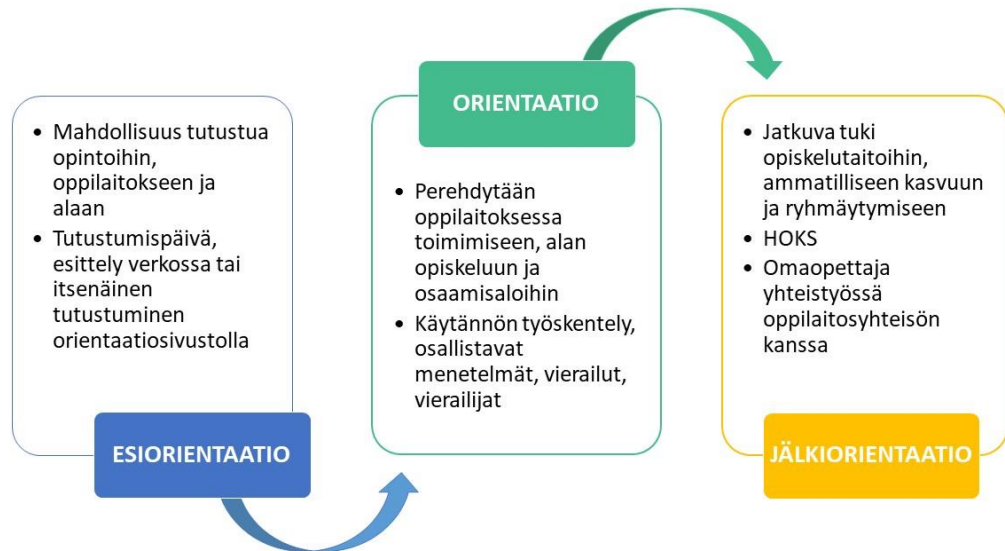 • Mahdollisuus tutustua
opintoihin,
oppilaitokseen ja
alaan
• Tutustumispäivä,
esittely verkossa tai
itsenäinen
tutustuminen
orientaatiosivustolla
ESIORIENTAATIO
ORIENTAATIO
• Perehdytään
oppilaitoksessa
toimimiseen, alan
opiskeluun ja
osaamisaloihin
• Käytännön työskentely,
osallistavat
menetelmät, vierailut,
vierailijat
• Jatkuva tuki
opiskelutaitoihin,
ammatilliseen kasvuun
ja ryhmäytymiseen
• HOKS
• Omaopettaja
yhteistyössä
oppilaitosyhteisön
kanssa
JÄLKIORIENTAATIO